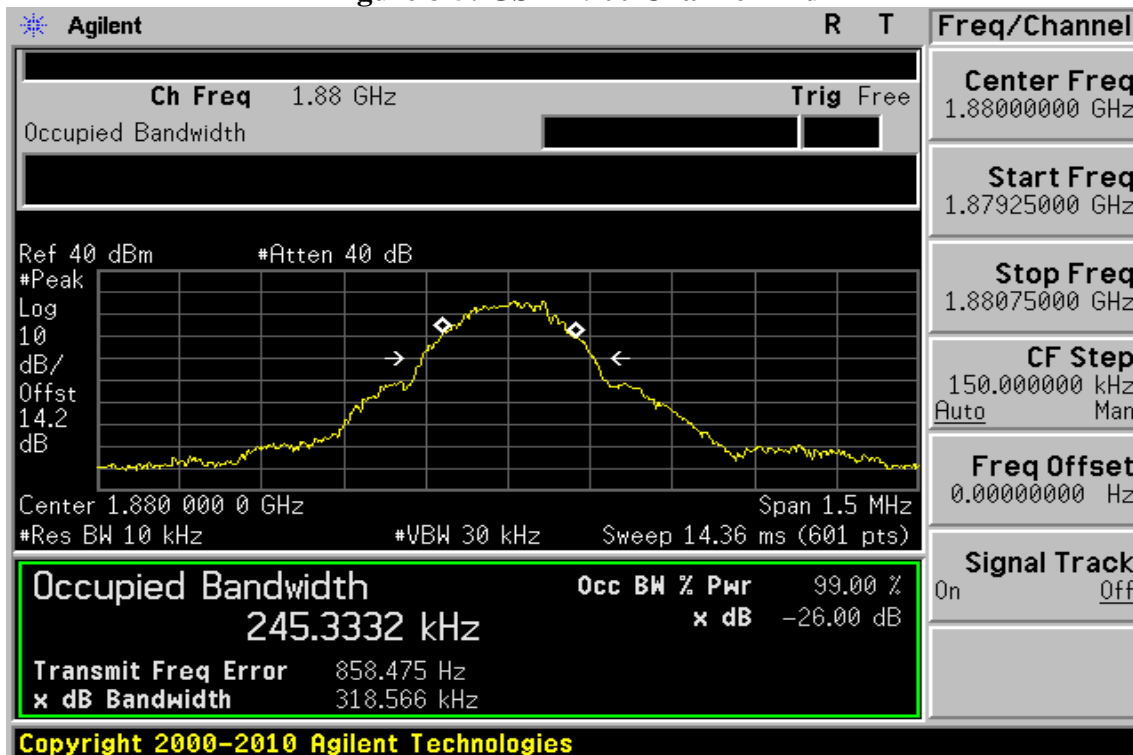 Agilent R T
Ch Freq 1.88 GHz Trig Free
Occupied Bandwidth
Ref 40 dBm #Atten 40 dB
#Peak
Log
10
dB/
Offst
14.2
dB
Center 1.880 000 0 GHz Span 1.5 MHz
#Res BW 10 kHz #VBW 30 kHz Sweep 14.36 ms (601 pts)
Occupied Bandwidth Occ BW % Pwr 99.00 %
245.3332 kHz x dB -26.00 dB
Transmit Freq Error 858.475 Hz
x dB Bandwidth 318.566 kHz
Copyright 2000-2010 Agilent Technologies
Freq/Channel
Center Freq
1.88000000 GHz
Start Freq
1.87925000 GHz
Stop Freq
1.88075000 GHz
CF Step
150.000000 kHz
Auto Man
Freq Offset
0.00000000 Hz
Signal Track
On Off